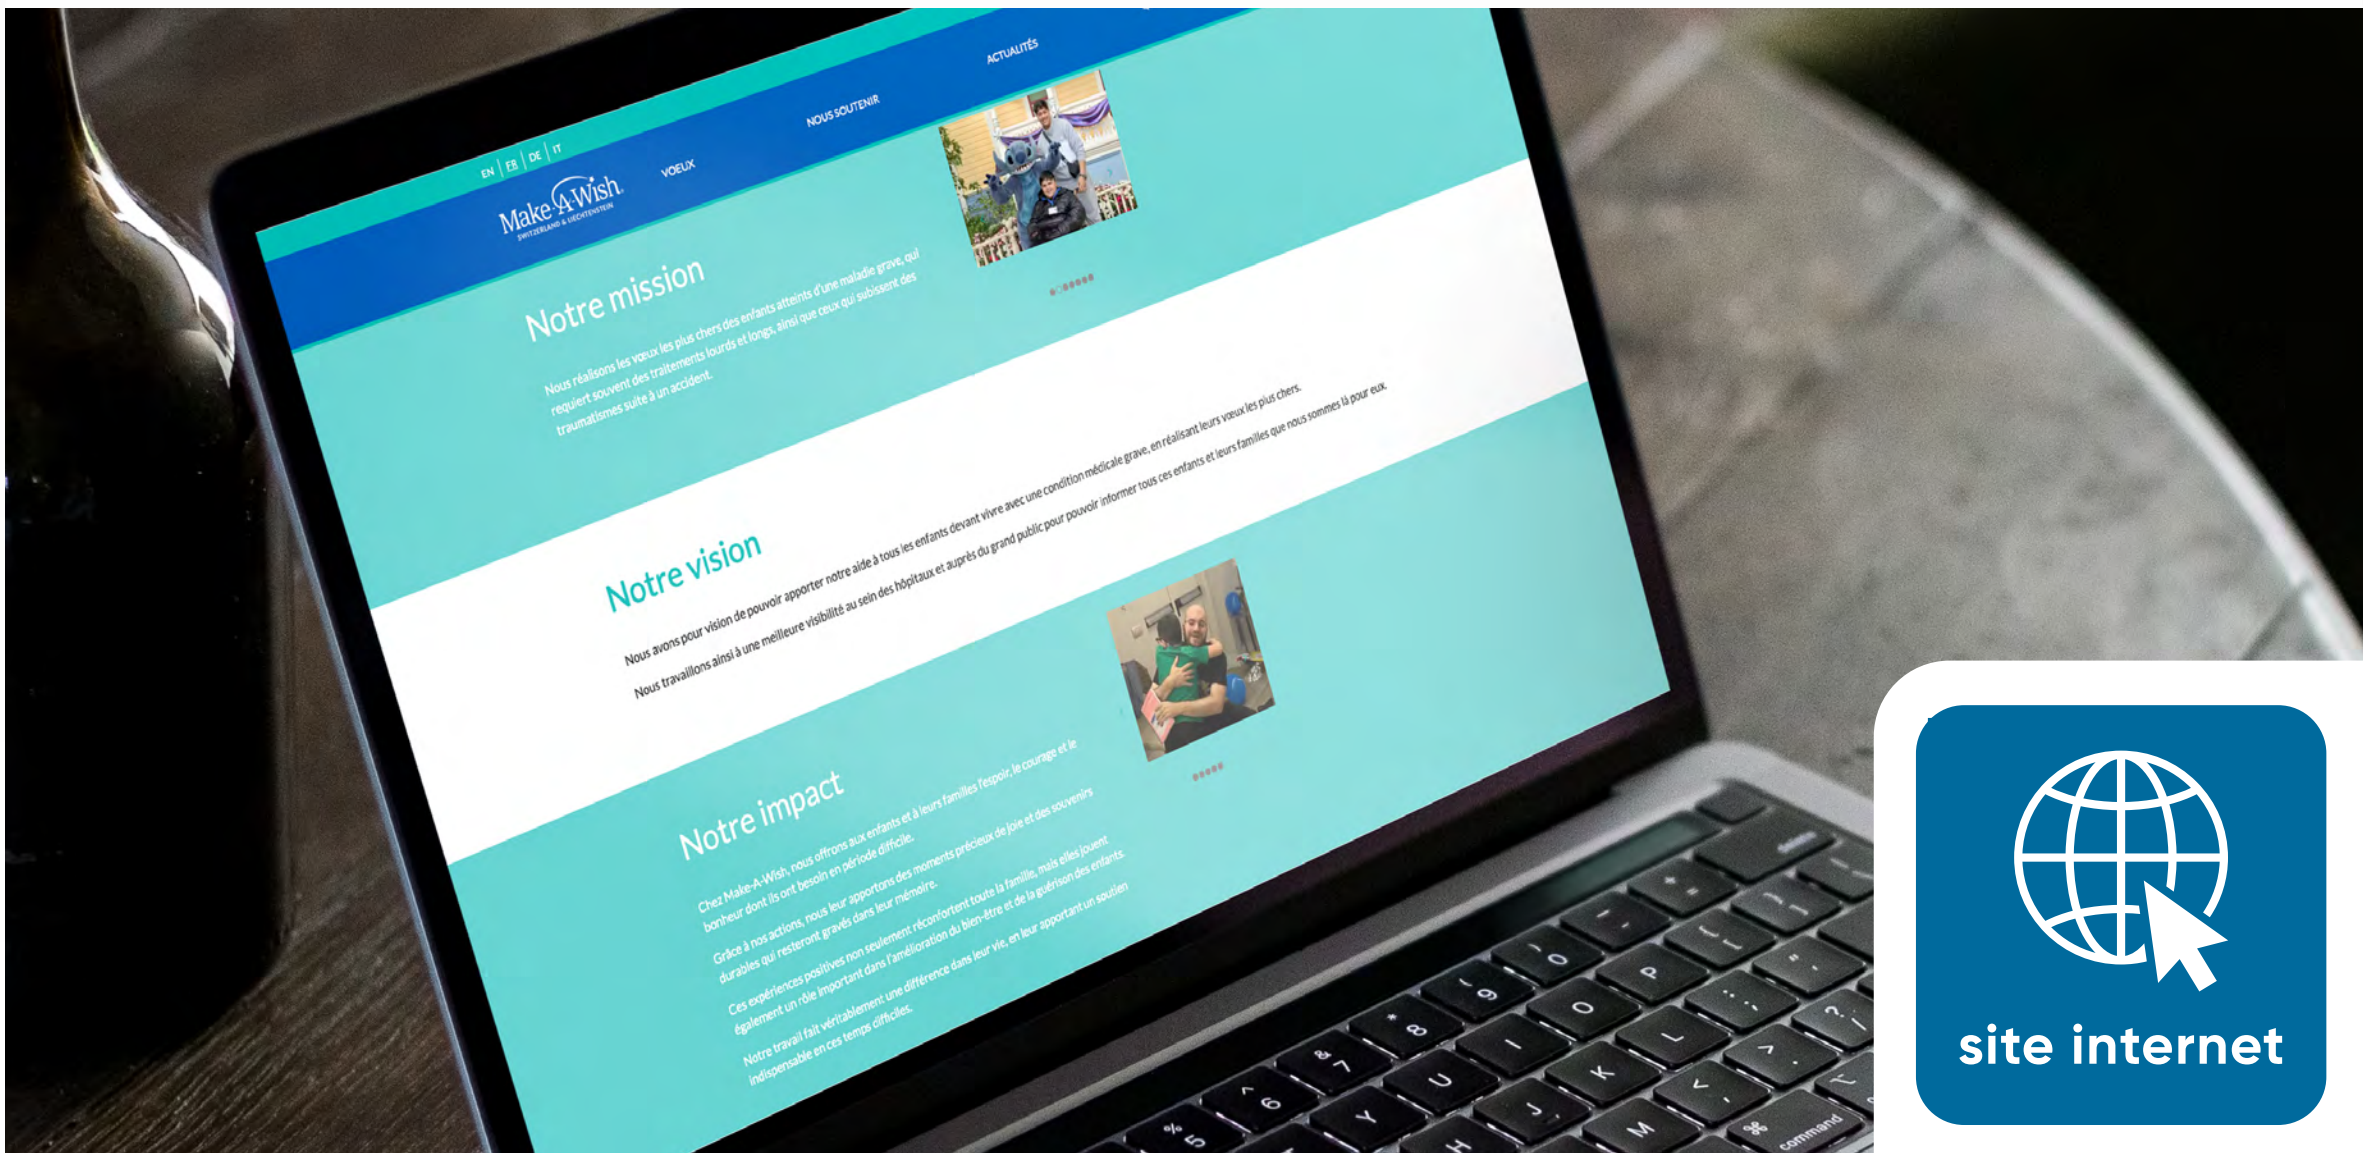 EN | FR | DE | IT
Make-A-Wish
SWITZERLAND & LIECHTENSTEIN
VOEUX
NOUS SOUTENIR
ACTUALITÉS
Notre mission
Nous réalisons les vœux les plus chers des enfants atteints d'une maladie grave, qui
requiert souvent des traitements lourds et longs, ainsi que ceux qui subissent des
traumatismes suite à un accident.
Notre vision
Nous avons pour vision de pouvoir apporter notre aide à tous les enfants devant vivre avec une condition médicale grave, en réalisant leurs vœux les plus chers.
Nous travaillons ainsi à une meilleure visibilité au sein des hôpitaux et auprès du grand public pour pouvoir informer tous ces enfants et leurs familles que nous sommes là pour eux.
Notre impact
Chez Make-A-Wish, nous offrons aux enfants et à leurs familles l'espoir, le courage et le
bonheur dont ils ont besoin en période difficile.
Grâce à nos actions, nous leur apportons des moments précieux de joie et des souvenirs
durables qui resteront gravés dans leur mémoire.
Ces expériences positives non seulement réconfortent toute la famille, mais elles jouent
également un rôle important dans l'amélioration du bien-être et de la guérison des enfants.
Notre travail fait véritablement une différence dans leur vie, en leur apportant un soutien
indispensable en ces temps difficiles.
delete
% 5 ^ 6 & 7 * 8 ( 9 ) 0 _ - + =
Y U I O P { [ } ]
H J K L : ; " '
M < , > . ? /
⌘ command
site internet